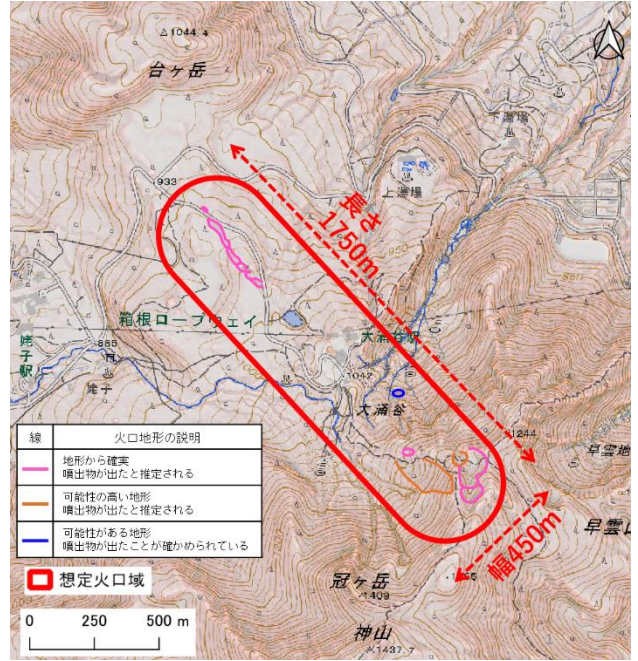 △1044.4
台ヶ岳
下湯場
933
上湯場
長さ
1750m
950
箱根ロープウェイ
大涌谷駅
姥子駅
885
姥子
1042
大涌谷
1244
早雲地
早雲山
線 火口地形の説明
地形から確実
噴出物が出たと推定される
可能性の高い地形
噴出物が出たと推定される
可能性がある地形
噴出物が出たことが確かめられている
想定火口域
幅450m
冠ヶ岳
1409
神山
1437.7
0 250 500 m